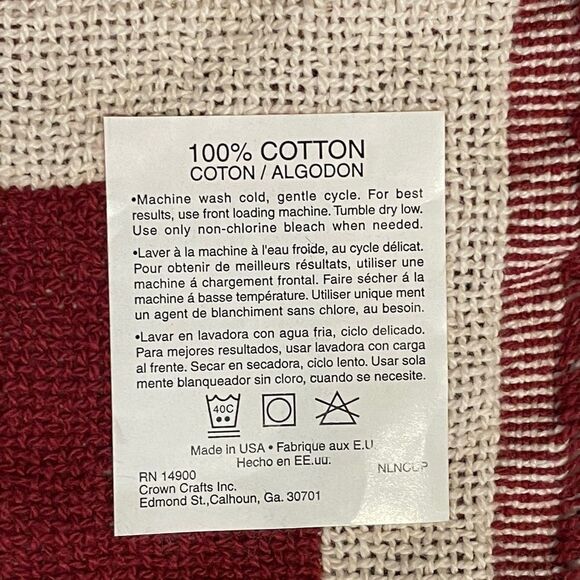 100% COTTON
COTON / ALGODON
•Machine wash cold, gentle cycle. For best
results, use front loading machine. Tumble dry low.
Use only non-chlorine bleach when needed.
•Laver à la machine à l'eau froide, au cycle délicat.
Pour obtenir de meilleurs résultats, utiliser une
machine á chargement frontal. Faire sécher á la
machine á basse température. Utiliser unique ment
un agent de blanchiment sans chlore, au besoin.
•Lavar en lavadora con agua fria, ciclo delicado.
Para mejores resultados, usar lavadora con carga
al frente. Secar en secadora, ciclo lento. Usar sola
mente blanqueador sin cloro, cuando se necesite.
40C
Made in USA • Fabrique aux E.U.
Hecho en EE.uu.
NLNCUP
RN 14900
Crown Crafts Inc.
Edmond St.,Calhoun, Ga. 30701